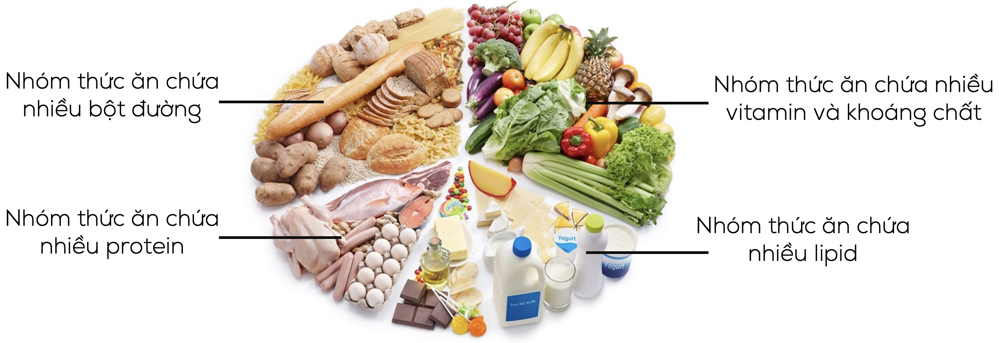 Nhóm thức ăn chứa
nhiều bột đường
Nhóm thức ăn chứa nhiều
vitamin và khoáng chất
Nhóm thức ăn chứa
nhiều protein
Nhóm thức ăn chứa
nhiều lipid
Yogurt
Yogurt
low fat milk